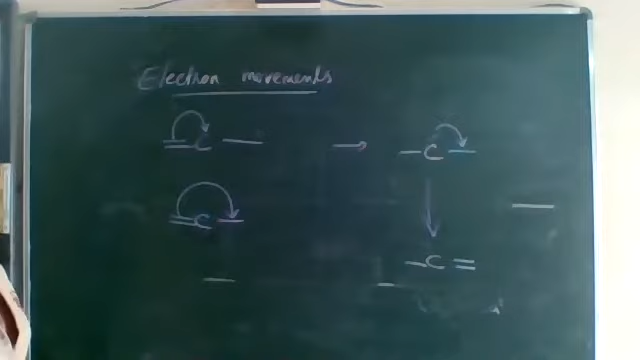 Electron movements
=C — → —C —
=C —
—C =